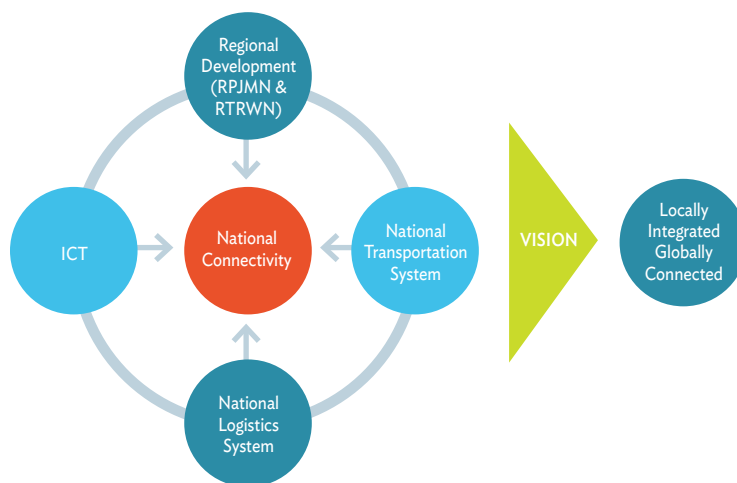 Regional
Development
(RPJMN &
RTRWN)
ICT
National
Connectivity
National
Transportation
System
National
Logistics
System
VISION
Locally
Integrated
Globally
Connected